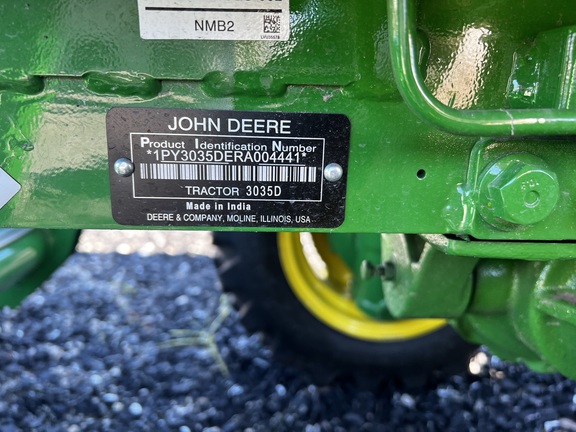 NMB2
JOHN DEERE
Product Identification Number
*1PY3035DERA004441*
TRACTOR 3035D
Made in India
DEERE & COMPANY, MOLINE, ILLINOIS, USA